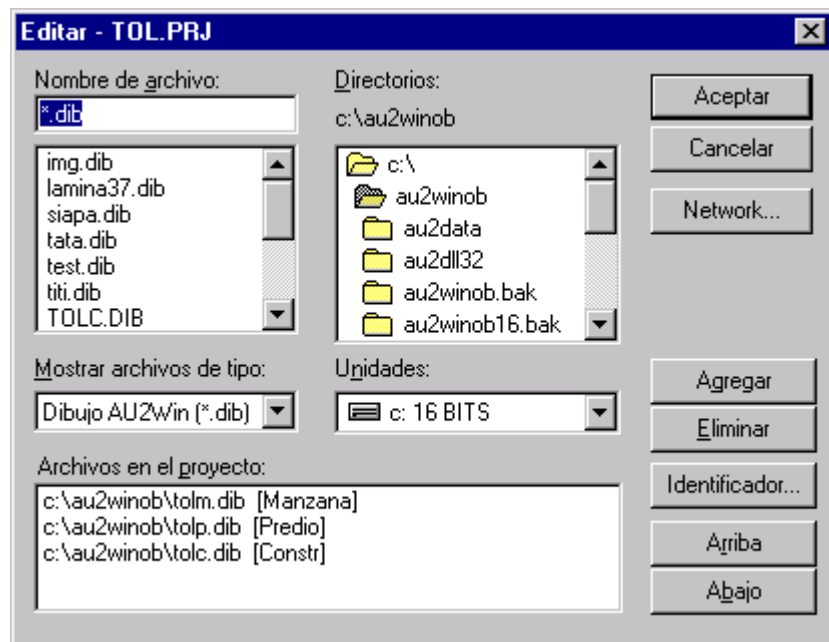 Editar - TOL.PRJ
Nombre de archivo:
*.dib
img.dib
lamina37.dib
siapa.dib
tata.dib
test.dib
titi.dib
TOLC.DIB
Directorios:
c:\au2winob
c:\
au2winob
au2data
au2dll32
au2winob.bak
au2winob16.bak
Aceptar
Cancelar
Network...
Mostrar archivos de tipo:
Dibujo AU2Win (*.dib)
Unidades:
c: 16 BITS
Agregar
Eliminar
Identificador...
Arriba
Abajo
Archivos en el proyecto:
c:\au2winob\tolm.dib [Manzana]
c:\au2winob\tolp.dib [Predio]
c:\au2winob\tolc.dib [Constr]